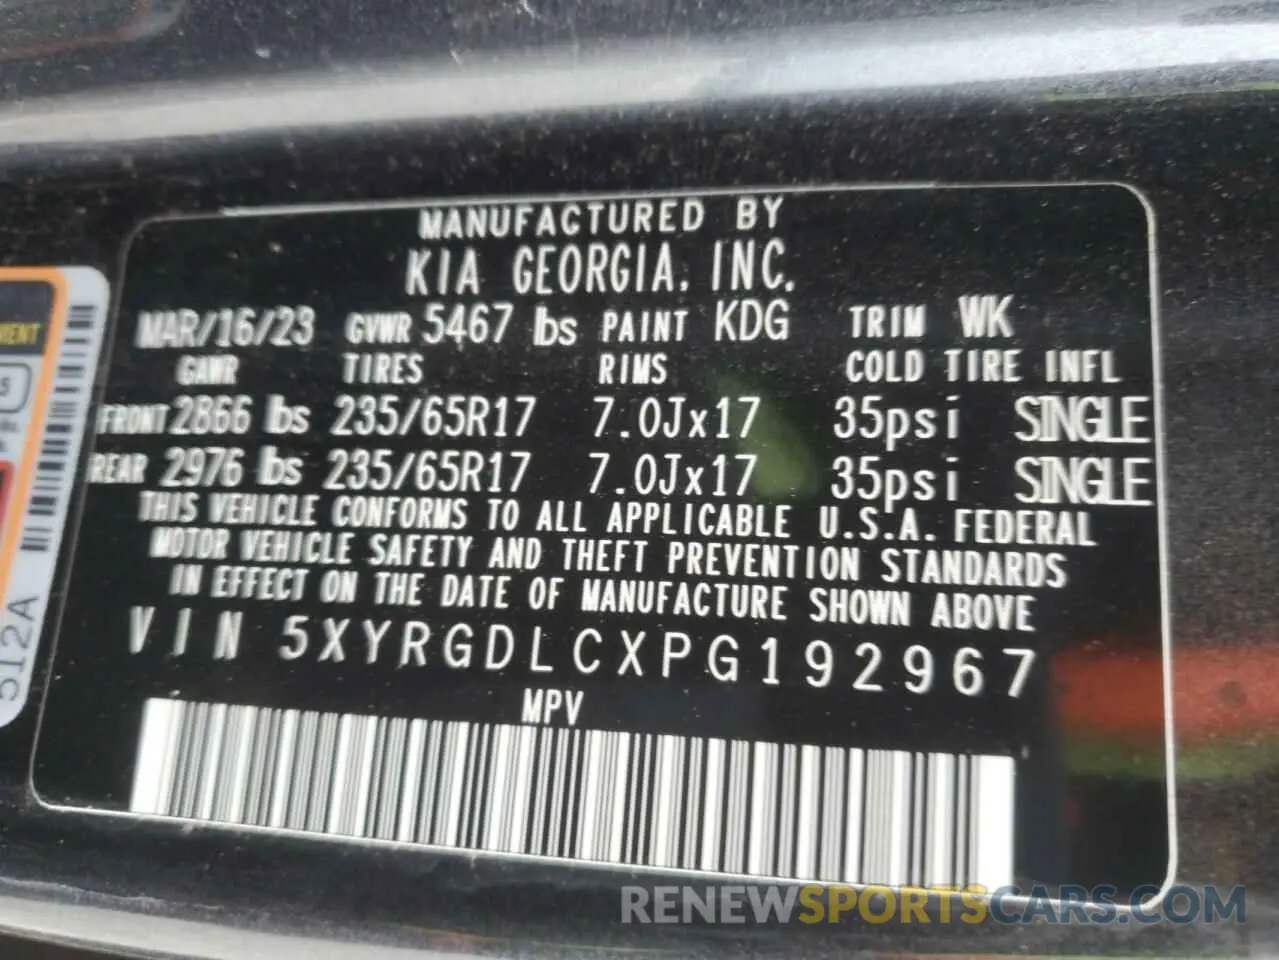 MANUFACTURED BY
KIA GEORGIA, INC.
MAR/16/23 GVWR 5467 lbs PAINT KDG TRIM WK
GAWR TIRES RIMS COLD TIRE INFL
FRONT 2866 lbs 235/65R17 7.0Jx17 35psi SINGLE
REAR 2976 lbs 235/65R17 7.0Jx17 35psi SINGLE
THIS VEHICLE CONFORMS TO ALL APPLICABLE U.S.A. FEDERAL
MOTOR VEHICLE SAFETY AND THEFT PREVENTION STANDARDS
IN EFFECT ON THE DATE OF MANUFACTURE SHOWN ABOVE
VIN 5XYRGDLCXPG192967
MPV
512A
RENEWSPORTSCARS.COM